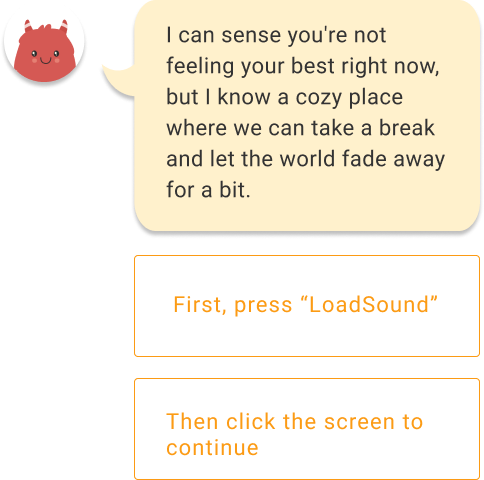 I can sense you're not
feeling your best right now,
but I know a cozy place
where we can take a break
and let the world fade away
for a bit.
First, press “LoadSound”
Then click the screen to
continue